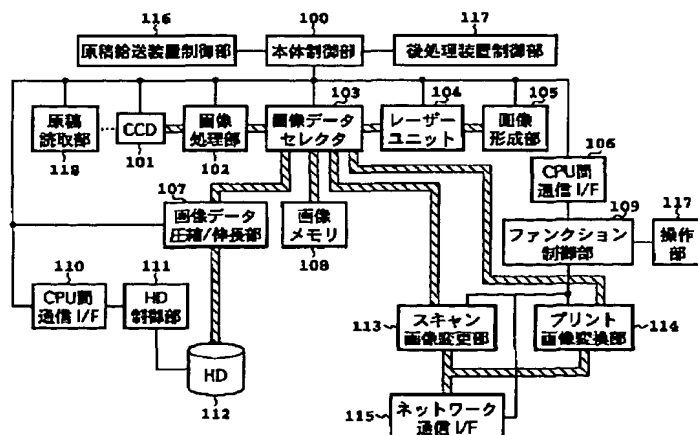 116
100
117
原稿給送装置制御部
本体制御部
後処理装置制御部
103
104
105
原稿
読取部
CCD
画像
処理部
画像データ
セレクタ
レーザー
ユニット
画像
形成部
118
101
102
106
CPU間
通信I/F
107
画像データ
圧縮/伸長部
画像
メモリ
108
109
117
ファンクション
制御部
操作
部
110
111
CPU間
通信I/F
HD
制御部
113
スキャン
画像変更部
プリント
画像変換部
114
HD
112
115
ネットワーク
通信I/F